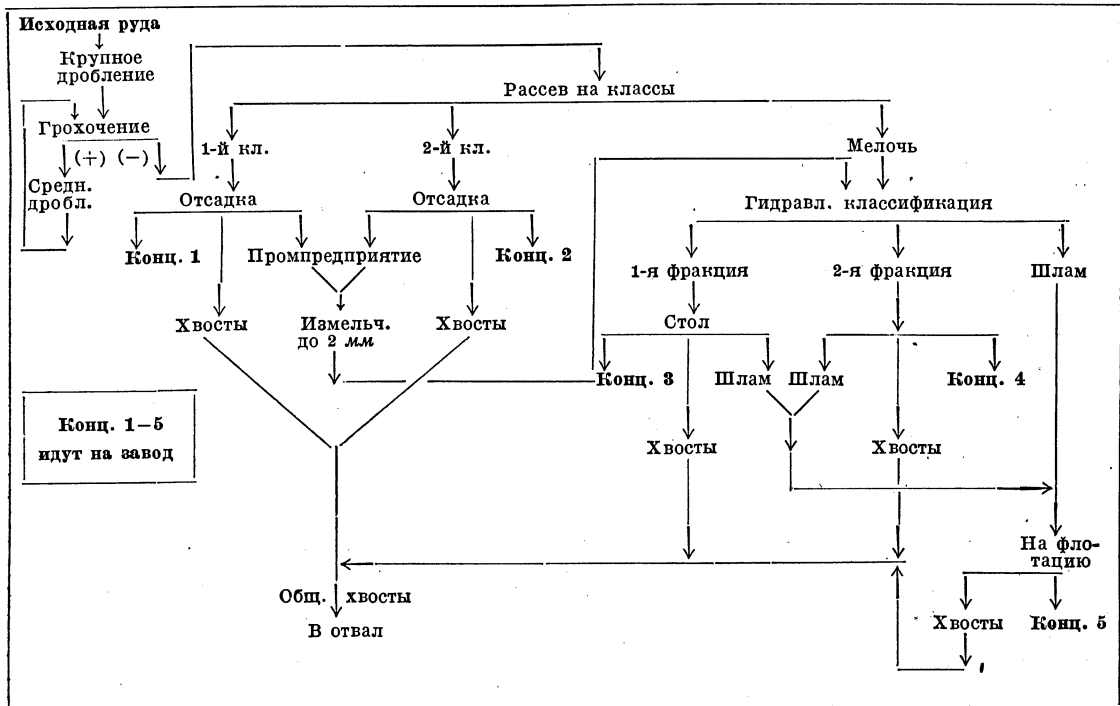 Исходная руда
Крупное
дробление
Рассев на классы
Грохочение
(+) (−)
1-й кл.
2-й кл.
Мелочь
Средн.
дробл.
Отсадка
Отсадка
Гидравл. классификация
Конц. 1
Промпредприятие
Конц. 2
1-я фракция
2-я фракция
Шлам
Хвосты
Измельч.
до 2 мм
Хвосты
Стол
Конц. 3
Шлам
Шлам
Конц. 4
Конц. 1—5
идут на завод
Хвосты
Хвосты
На фло-
тацию
Общ. хвосты
В отвал
Хвосты
Конц. 5